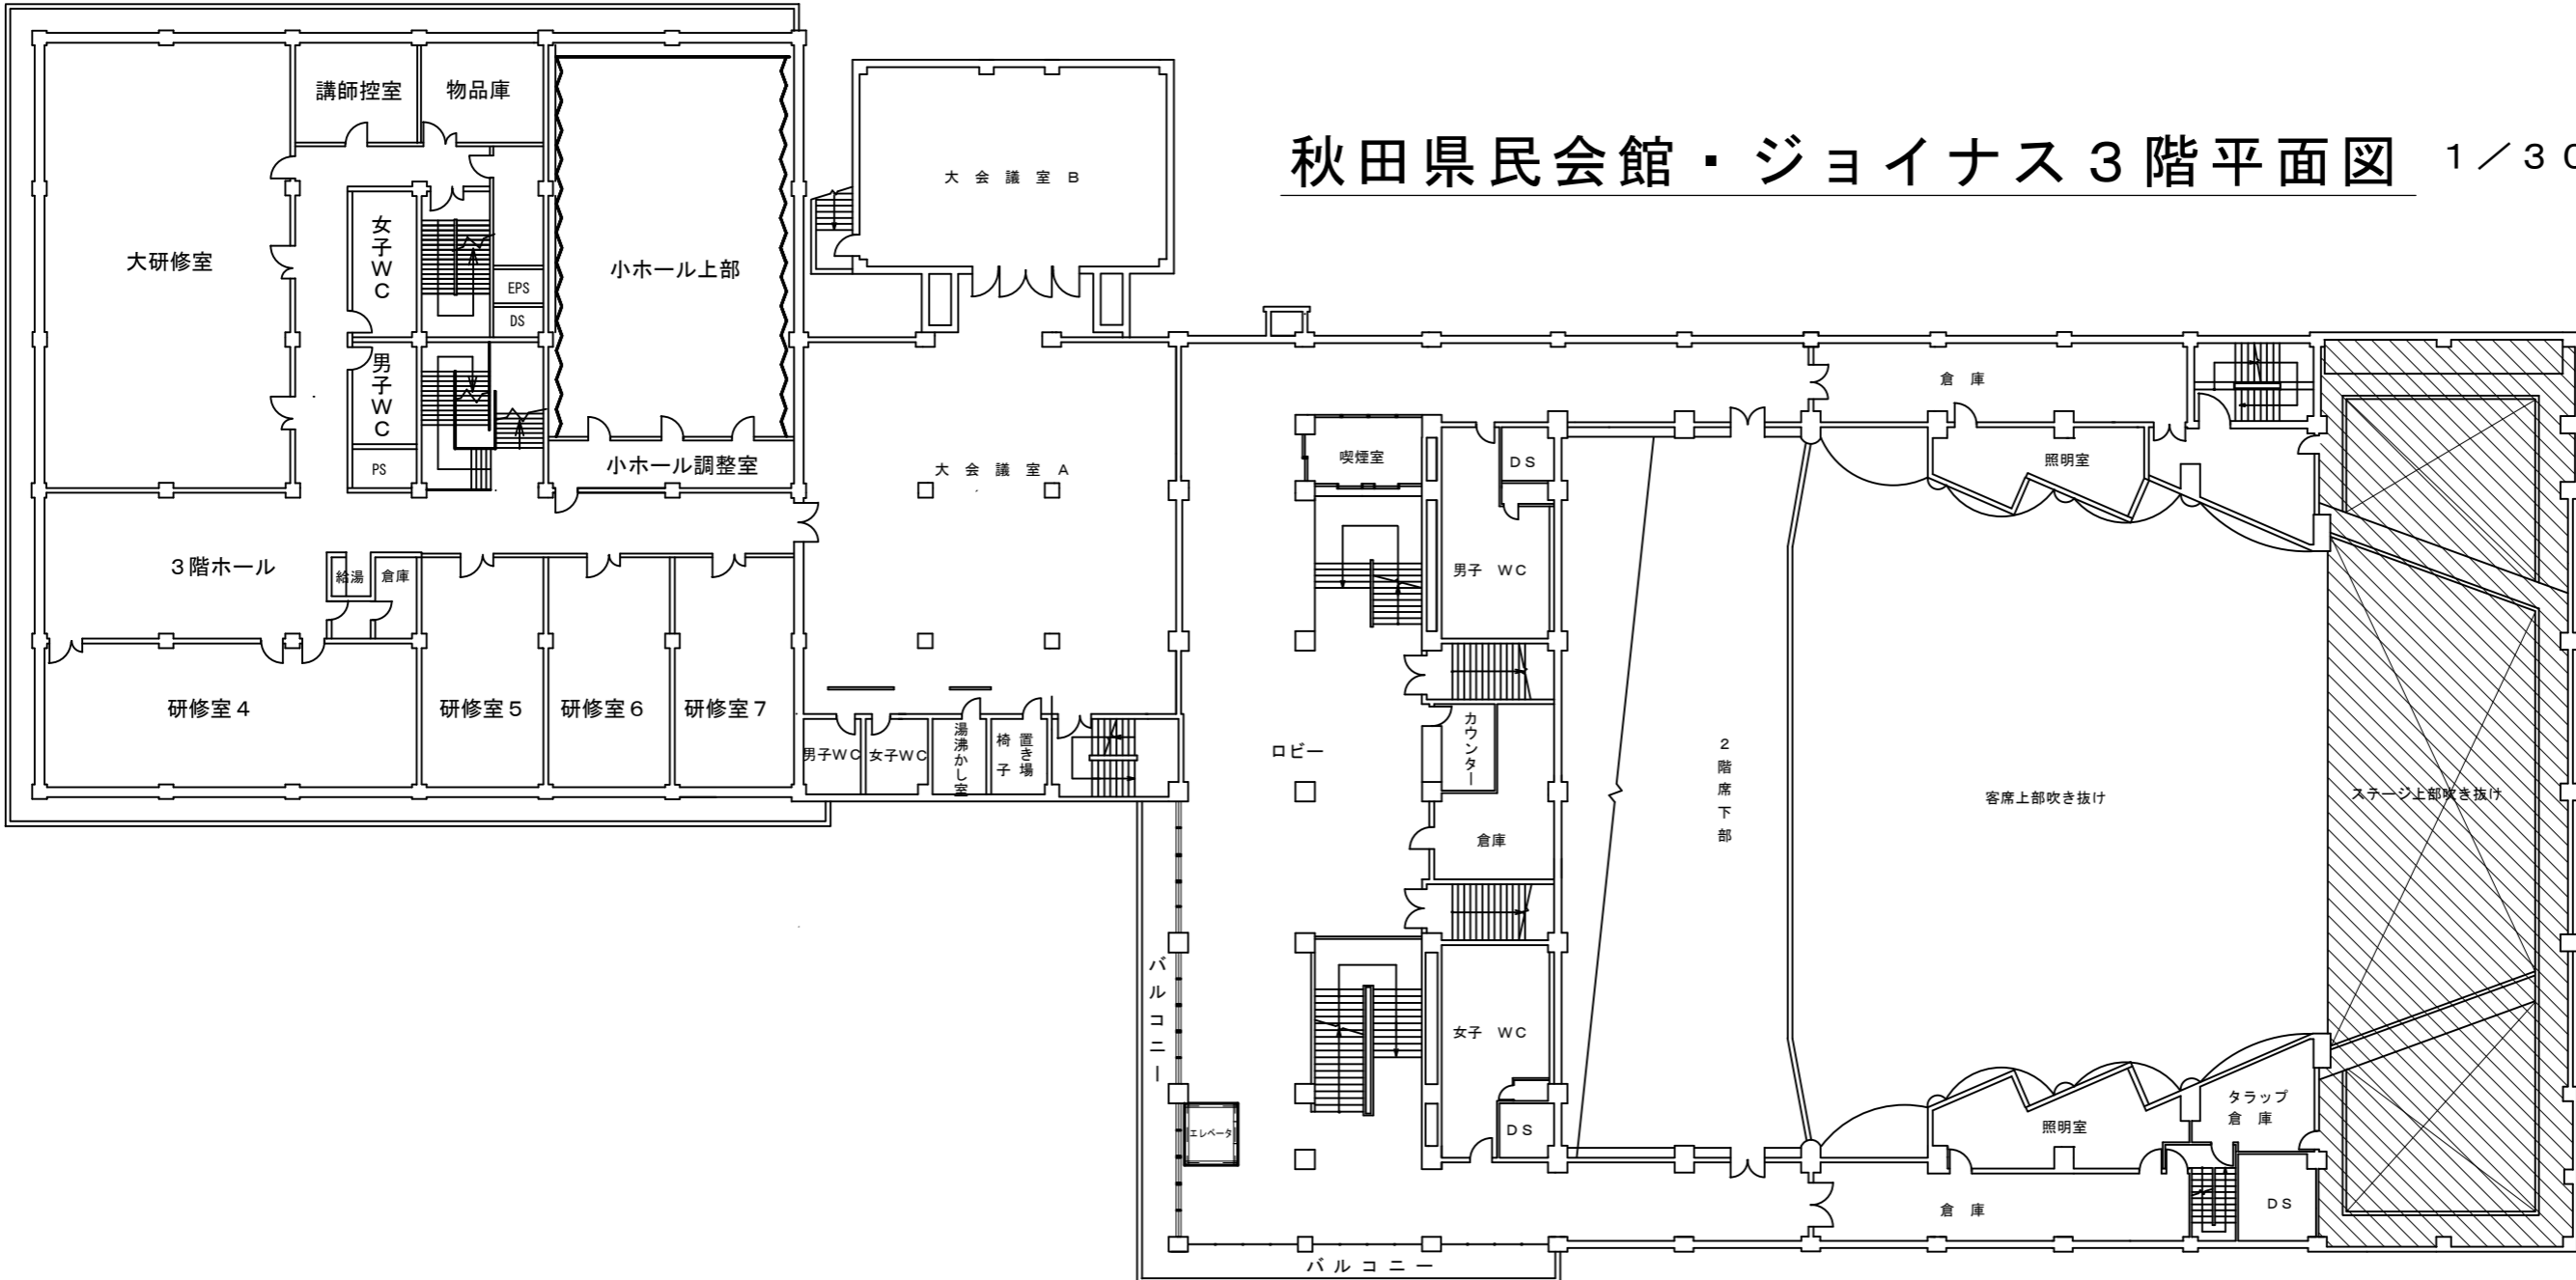 秋田県民会館・ジョイナス３階平面図
１／３０
講師控室
物品庫
大会議室Ｂ
大研修室
女子ＷＣ
小ホール上部
EPS
DS
男子ＷＣ
PS
小ホール調整室
大会議室Ａ
倉庫
喫煙室
ＤＳ
照明室
３階ホール
給湯
倉庫
男子 ＷＣ
研修室４
研修室５
研修室６
研修室７
男子ＷＣ
女子ＷＣ
湯沸かし室
椅子
置き場
ロビー
カウンター
２階席下部
客席上部吹き抜け
ステージ上部吹き抜け
倉庫
バルコニー
女子 ＷＣ
エレベータ
ＤＳ
照明室
タラップ
倉庫
倉庫
ＤＳ
バルコニー